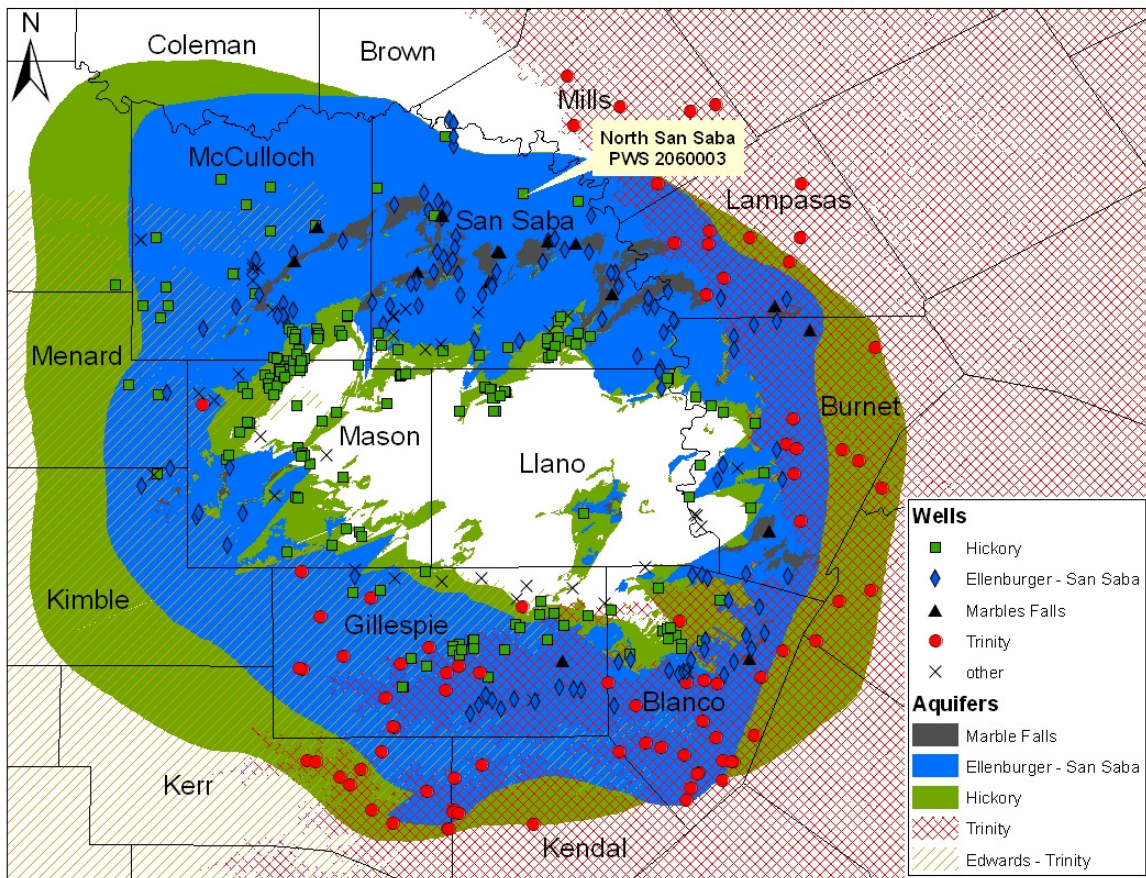 N
Coleman
Brown
Mills
McCulloch
North San Saba
PWS 2060003
San Saba
Lampasas
Menard
Mason
Llano
Burnet
Kimble
Gillespie
Blanco
Kerr
Kendal
Wells
Hickory
Ellenburger - San Saba
Marbles Falls
Trinity
other
Aquifers
Marble Falls
Ellenburger - San Saba
Hickory
Trinity
Edwards - Trinity